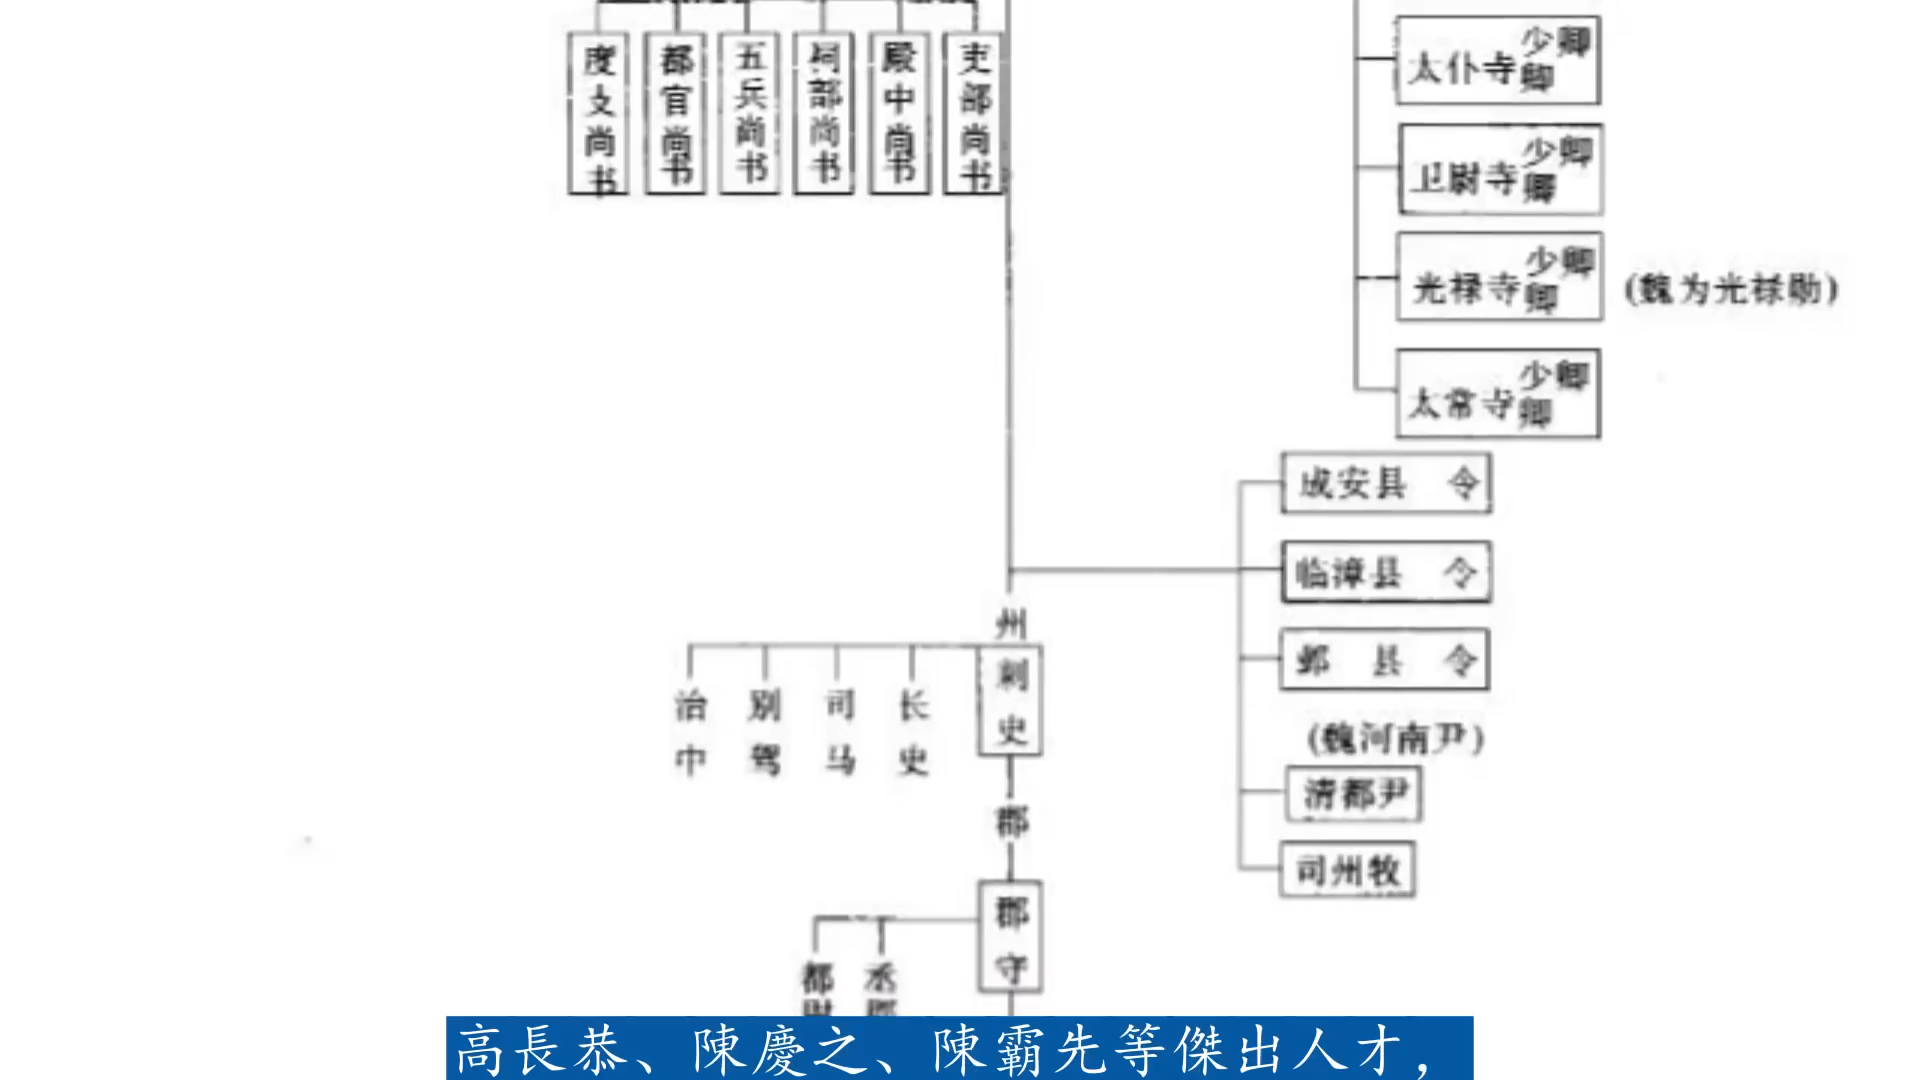 度支尚书
都官尚书
五兵尚书
祠部尚书
殿中尚书
吏部尚书
太仆寺少卿
卿
卫尉寺少卿
卿
光禄寺少卿
卿
(魏为光禄勋)
太常寺少卿
卿
成安县 令
临漳县 令
邺县 令
(魏河南尹)
清都尹
司州牧
州
刺史
长史
司马
别驾
治中
郡
郡守
都尉
丞郡
高長恭、陳慶之、陳霸先等傑出人才，